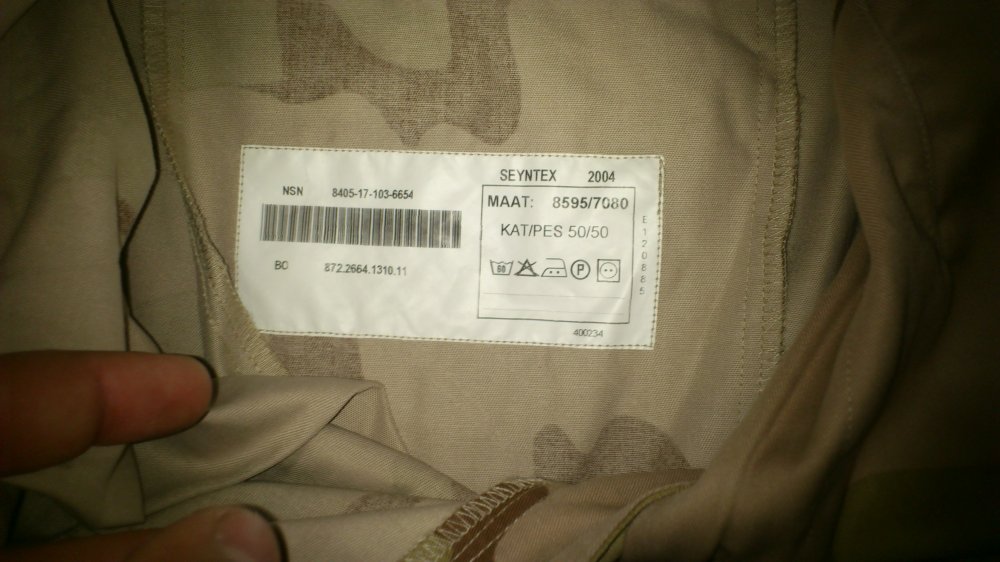 NSN 8405-17-103-6654
BO 872.2664.1310.11
SEYNTEX 2004
MAAT: 8595/7080
KAT/PES 50/50
60 P
400234
E120885